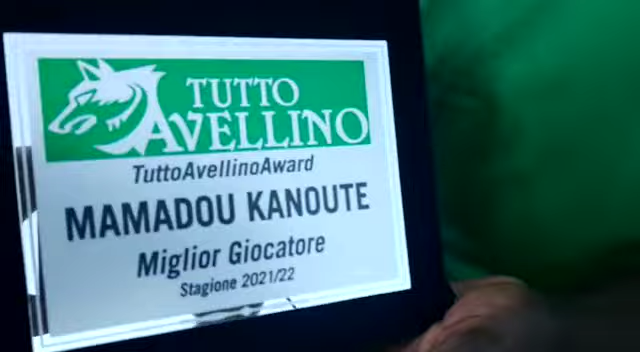 TUTTO
AVELLINO
TuttoAvellinoAward
MAMADOU KANOUTE
Miglior Giocatore
Stagione 2021/22